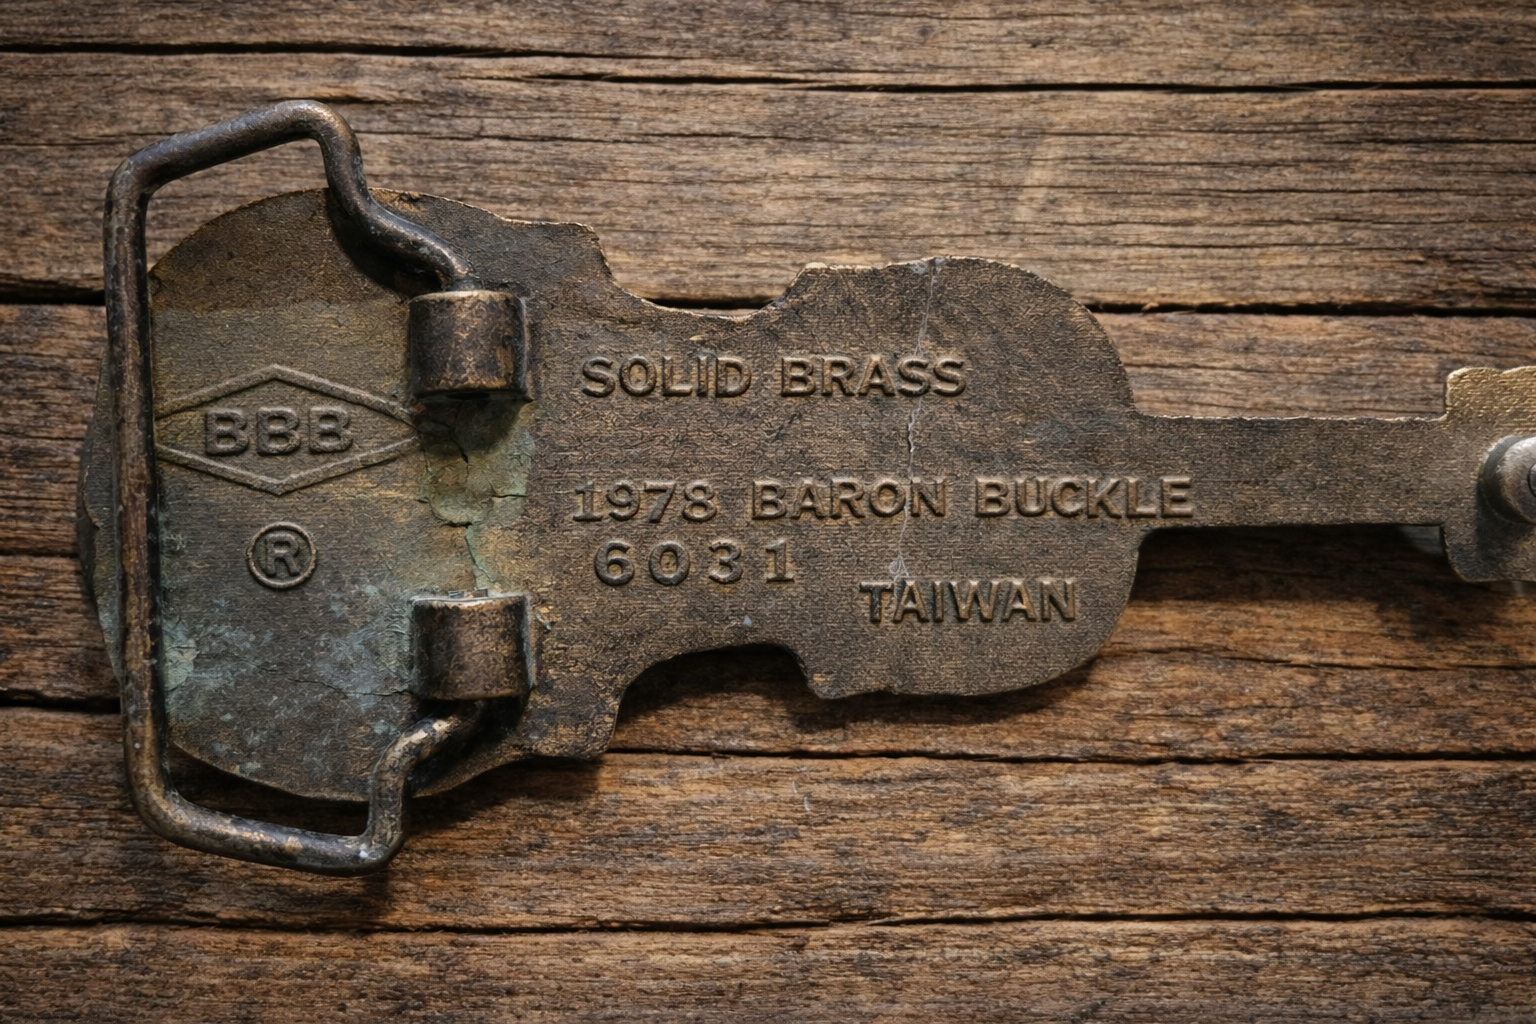 BBB
®
SOLID BRASS
1978 BARON BUCKLE
6031
TAIWAN